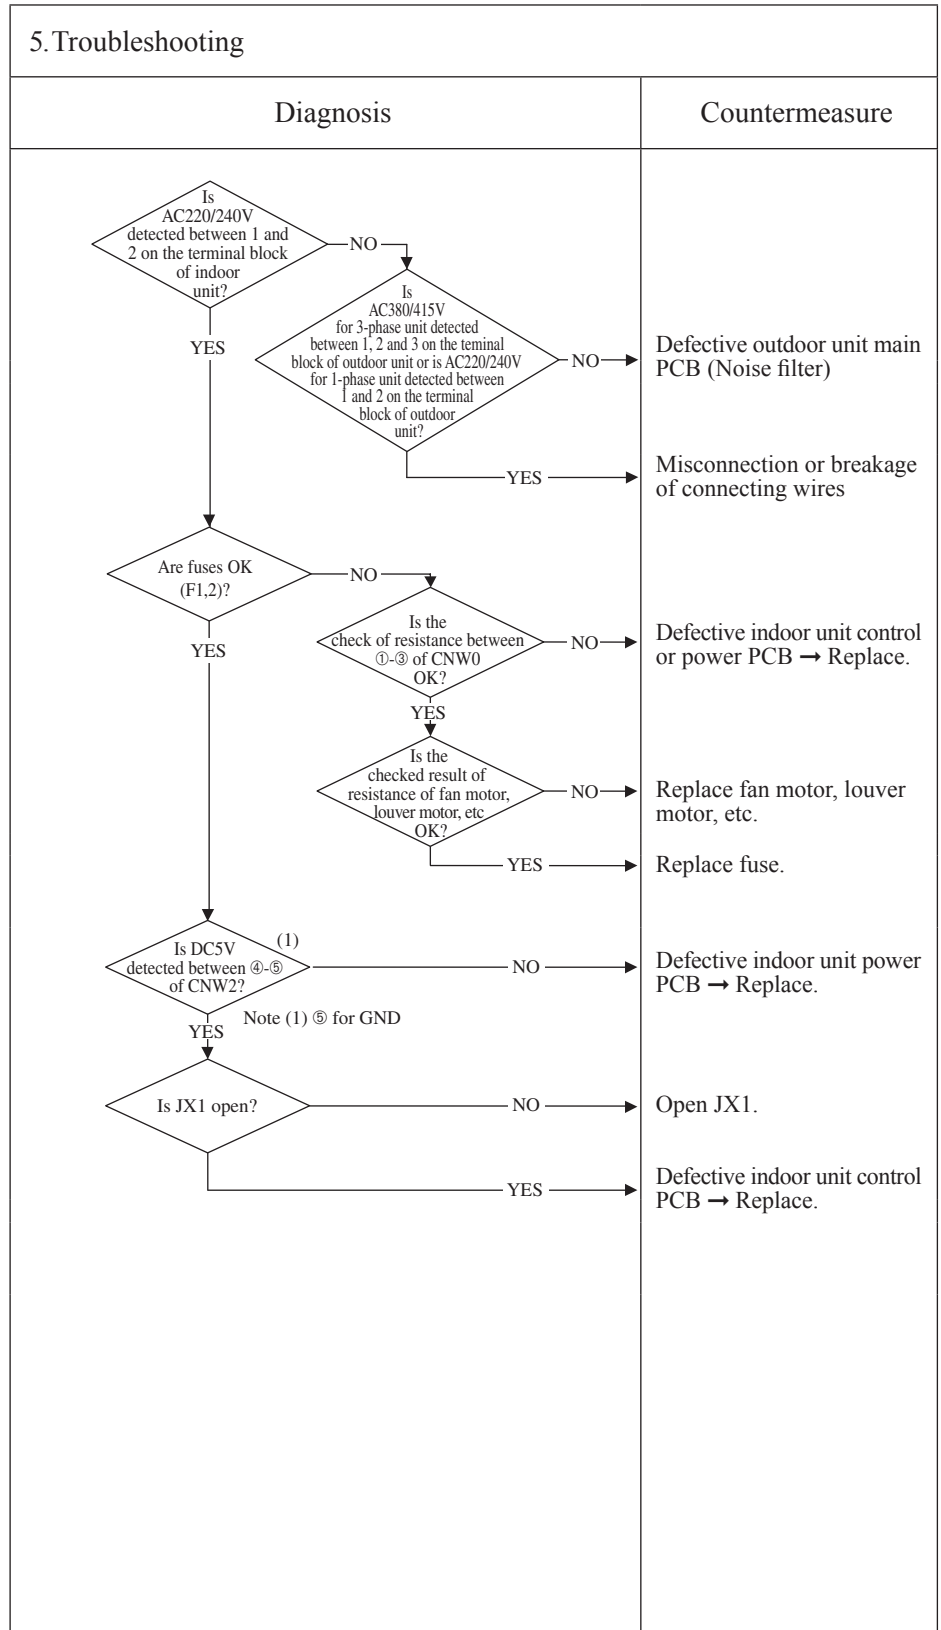 5.Troubleshooting
Diagnosis
Countermeasure
Is
AC220/240V
detected between 1 and
2 on the terminal block
of indoor
unit?
NO
YES
Is
AC380/415V
for 3-phase unit detected
between 1, 2 and 3 on the teminal
block of outdoor unit or is AC220/240V
for 1-phase unit detected between
1 and 2 on the terminal
block of outdoor
unit?
NO
Defective outdoor unit main
PCB (Noise filter)
YES
Misconnection or breakage
of connecting wires
Are fuses OK
(F1,2)?
NO
YES
Is the
check of resistance between
①-③ of CNW0
OK?
NO
Defective indoor unit control
or power PCB → Replace.
YES
Is the
checked result of
resistance of fan motor,
louver motor, etc
OK?
NO
Replace fan motor, louver
motor, etc.
YES
Replace fuse.
Is DC5V
detected between ④-⑤
of CNW2?
(1)
NO
Defective indoor unit power
PCB → Replace.
Note (1) ⑤ for GND
YES
Is JX1 open?
NO
Open JX1.
YES
Defective indoor unit control
PCB → Replace.